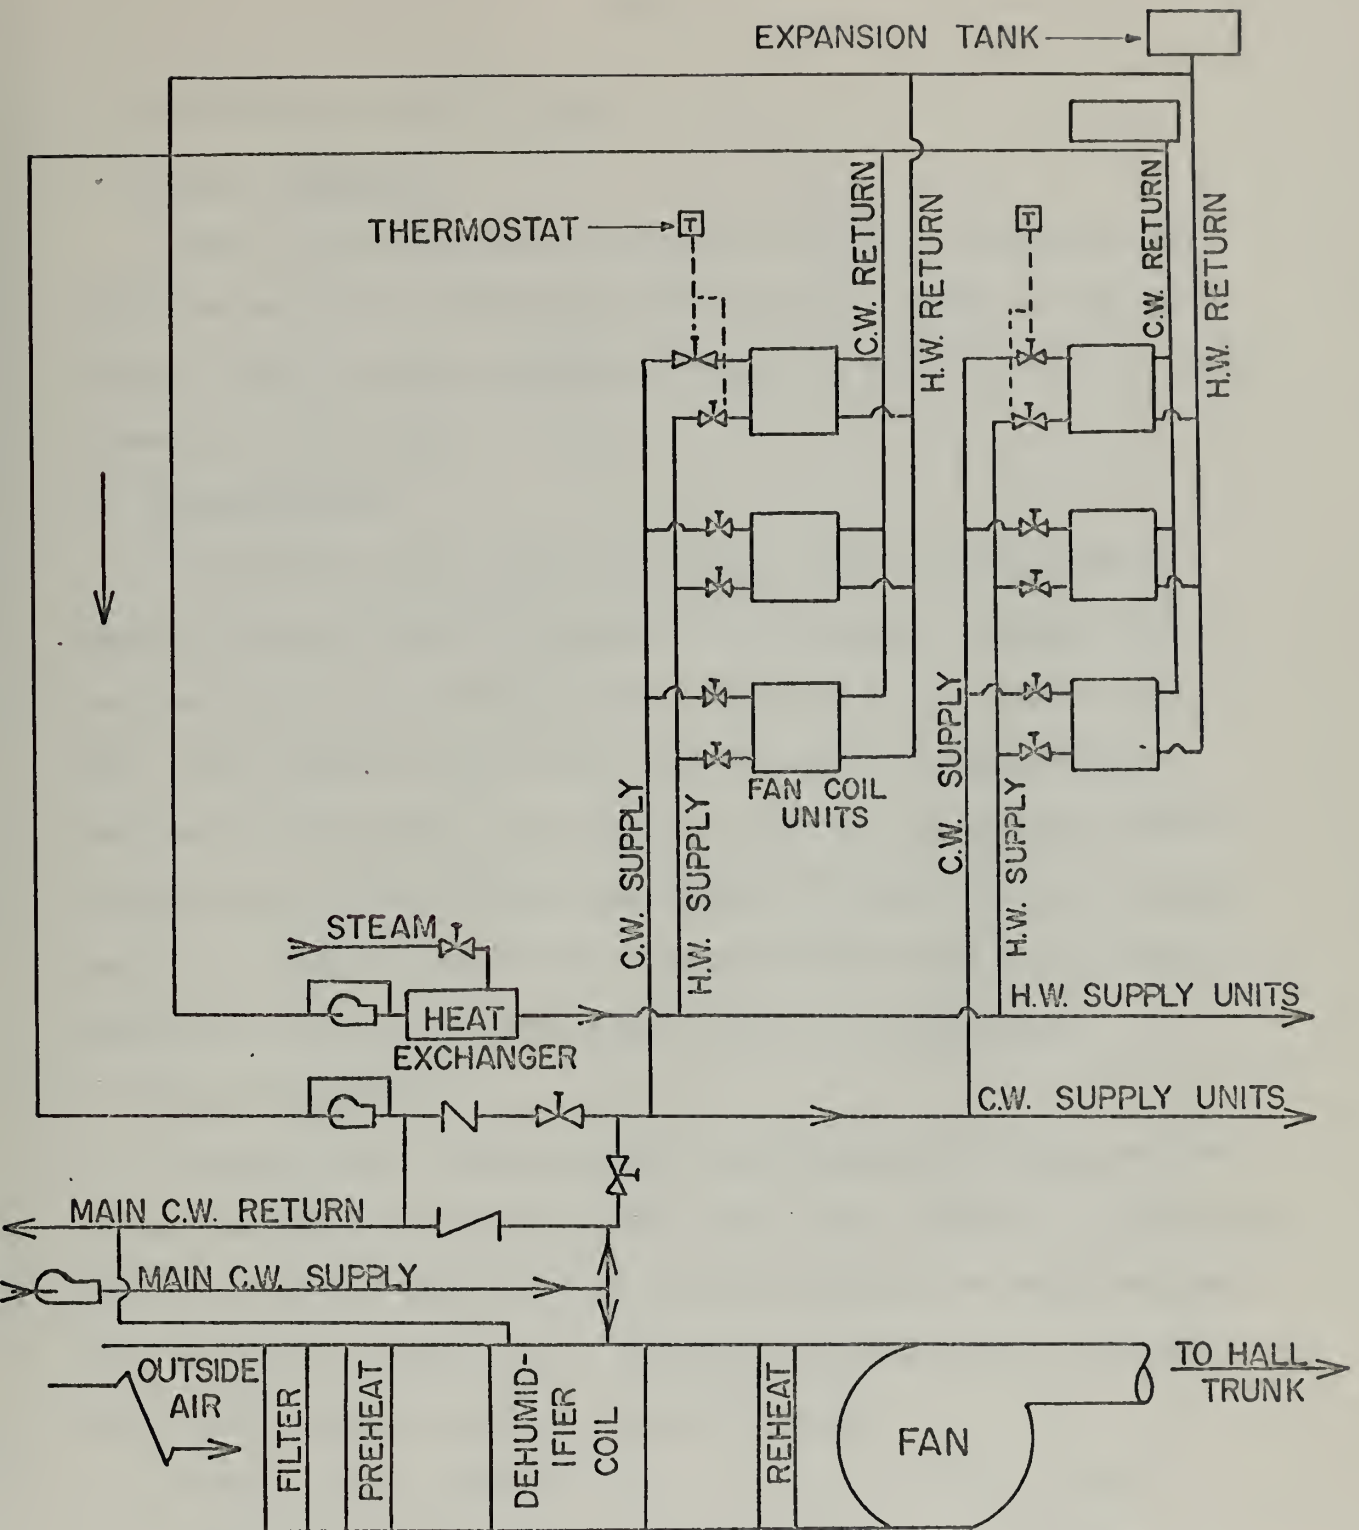 EXPANSION TANK
THERMOSTAT
T
T
C.W. RETURN
H.W. RETURN
C.W. RETURN
H.W. RETURN
FAN COIL
UNITS
C.W. SUPPLY
H.W. SUPPLY
C.W. SUPPLY
H.W. SUPPLY
STEAM
HEAT
EXCHANGER
H.W. SUPPLY UNITS
C.W. SUPPLY UNITS
MAIN C.W. RETURN
MAIN C.W. SUPPLY
OUTSIDE
AIR
FILTER
PREHEAT
DEHUMID-
IFIER
COIL
REHEAT
FAN
TO HALL
TRUNK